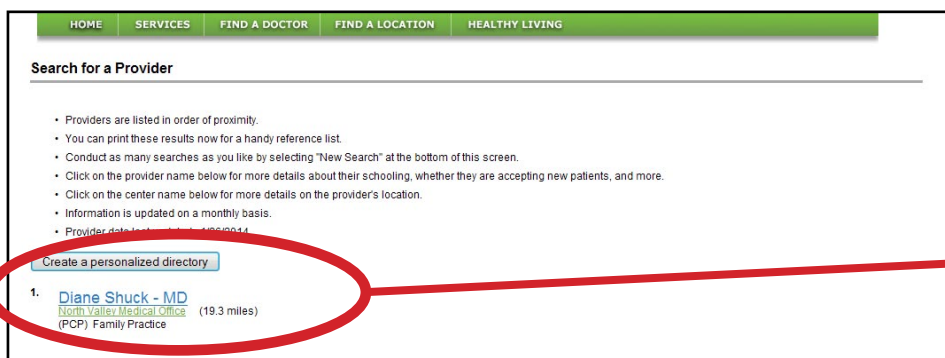 HOME SERVICES FIND A DOCTOR FIND A LOCATION HEALTHY LIVING
Search for a Provider
• Providers are listed in order of proximity.
• You can print these results now for a handy reference list.
• Conduct as many searches as you like by selecting "New Search" at the bottom of this screen.
• Click on the provider name below for more details about their schooling, whether they are accepting new patients, and more.
• Click on the center name below for more details on the provider's location.
• Information is updated on a monthly basis.
• Provider
Create a personalized directory
1. Diane Shuck - MD
North Valley Medical Office (19.3 miles)
(PCP) Family Practice